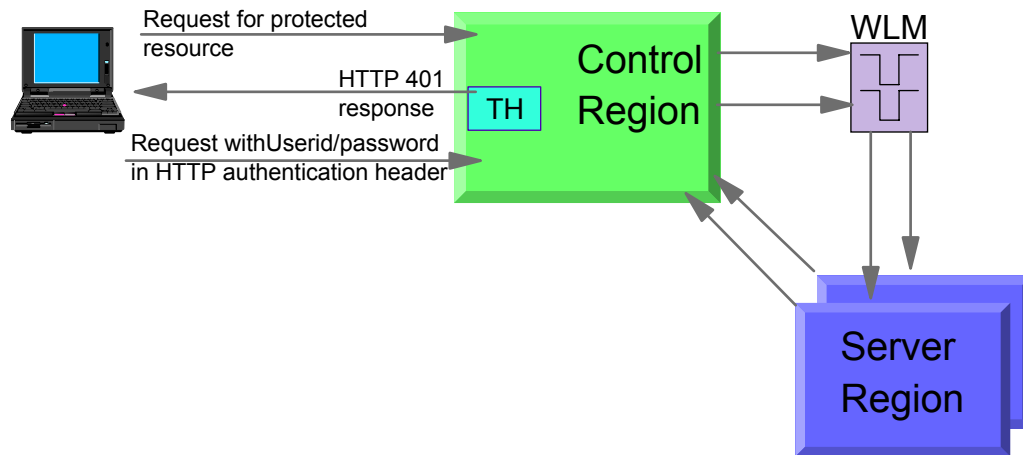 Request for protected
resource
HTTP 401
response
Request withUserid/password
in HTTP authentication header
TH
Control
Region
WLM
Server
Region